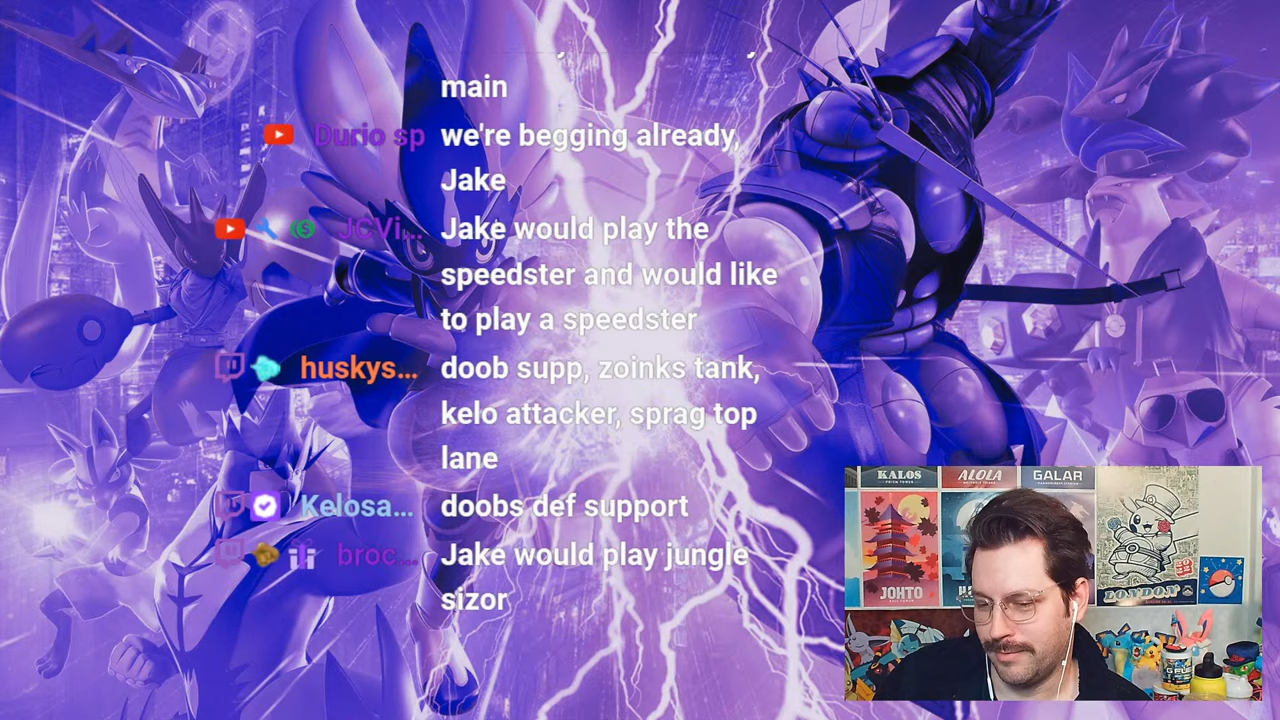 main
Durio sp we're begging already,
Jake
JCVi... Jake would play the
speedster and would like
to play a speedster
huskys... doob supp, zoinks tank,
kelo attacker, sprag top
lane
Kelosa... doobs def support
broc... Jake would play jungle
sizor
KALOS
ALOLA
GALAR
JOHTO
LONDON
G FUEL